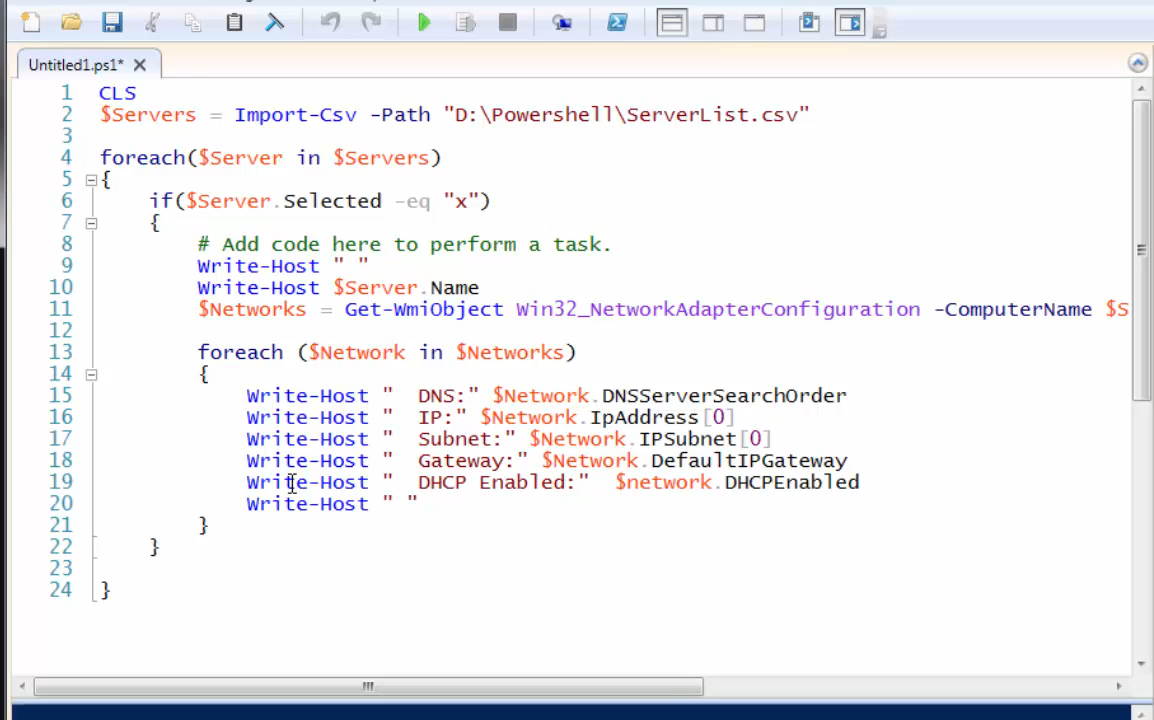 Untitled1.ps1*
1 CLS
2 $Servers = Import-Csv -Path "D:\Powershell\ServerList.csv"
3
4 foreach($Server in $Servers)
5 {
6     if($Server.Selected -eq "x")
7     {
8         # Add code here to perform a task.
9         Write-Host " "
10         Write-Host $Server.Name
11         $Networks = Get-WmiObject Win32_NetworkAdapterConfiguration -ComputerName $S
12
13         foreach ($Network in $Networks)
14         {
15             Write-Host "  DNS:" $Network.DNSServerSearchOrder
16             Write-Host "  IP:" $Network.IpAddress[0]
17             Write-Host "  Subnet:" $Network.IPSubnet[0]
18             Write-Host "  Gateway:" $Network.DefaultIPGateway
19             Write-Host "  DHCP Enabled:"  $network.DHCPEnabled
20             Write-Host " "
21         }
22     }
23
24 }